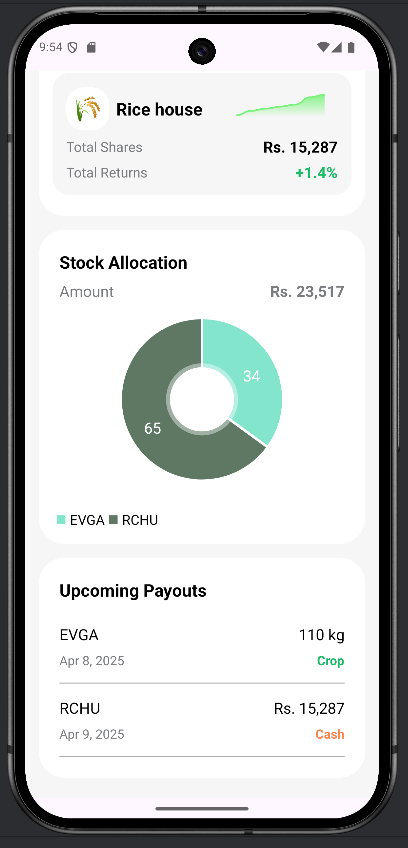 9:54
Rice house
Total Shares Rs. 15,287
Total Returns +1.4%
Stock Allocation
Amount Rs. 23,517
34
65
EVGA RCHU
Upcoming Payouts
EVGA 110 kg
Apr 8, 2025 Crop
RCHU Rs. 15,287
Apr 9, 2025 Cash